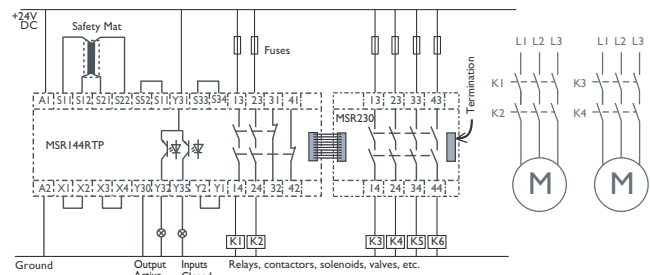 +24V
DC
Safety Mat
Fuses
Termination
L1 L2 L3
L1 L2 L3
K1
K2
K3
K4
A1 S11 S12 S21 S22 S52 S11 Y31 S33 S34 13 23 31 41
13 23 33 43
MSR144RTP
MSR230
M
M
A2 X1 X2 X3 X4 Y30 Y32 Y35 Y2 Y1 14 24 32 42
14 24 34 44
K1 K2
K3 K4 K5 K6
Ground
Output
Active
Inputs
Closed
Relays, contactors, solenoids, valves, etc.